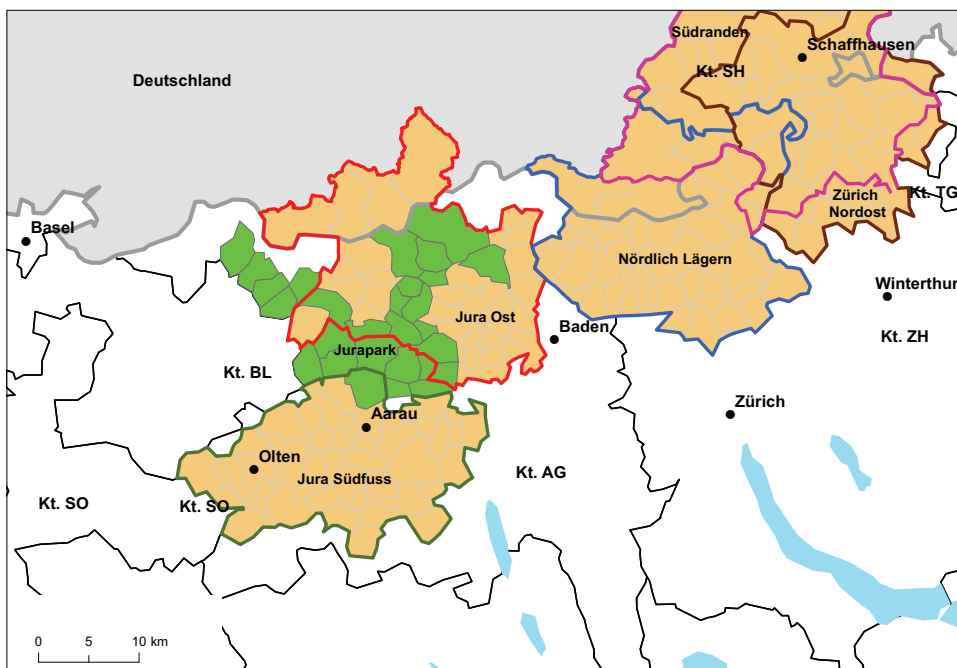 Südranden
Schaffhausen
Kt. SH
Deutschland
Kt. TG
Zürich
Nordost
Basel
Nördlich Lägern
Winterthur
Jura Ost
Baden
Kt. ZH
Jurapark
Kt. BL
Aarau
Zürich
Olten
Jura Südfuss
Kt. AG
Kt. SO
Kt. SO
0 5 10 km